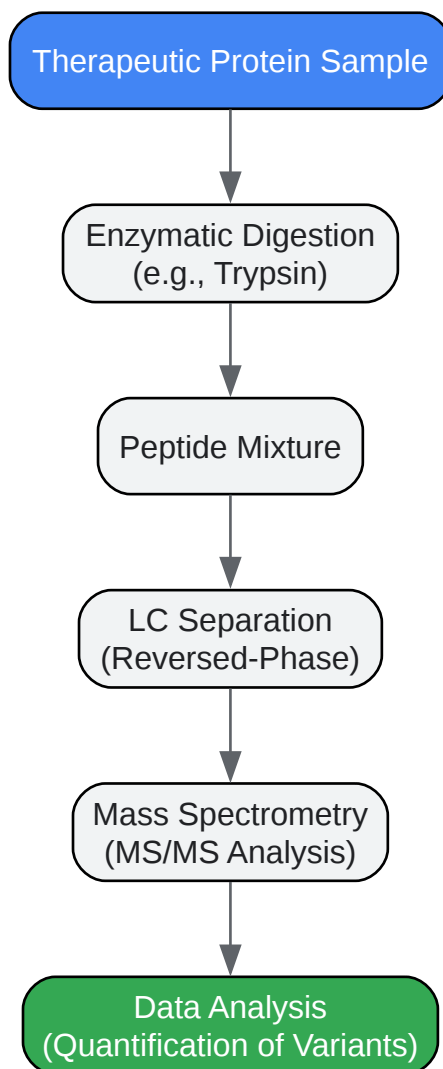 Therapeutic Protein Sample
Enzymatic Digestion
(e.g., Trypsin)
Peptide Mixture
LC Separation
(Reversed-Phase)
Mass Spectrometry
(MS/MS Analysis)
Data Analysis
(Quantification of Variants)